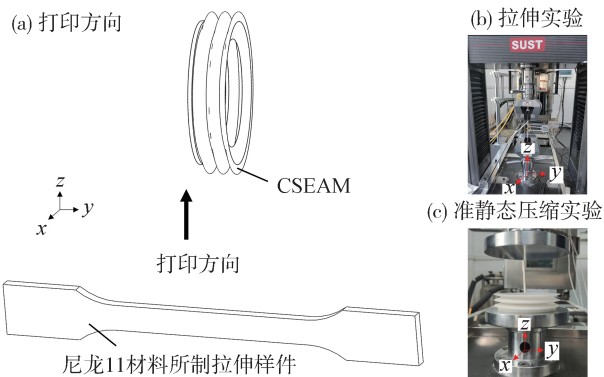 (a) 打印方向
CSEAM
z
y
x
打印方向
尼龙11材料所制拉伸样件
(b) 拉伸实验
SUST
z
y
x
(c) 准静态压缩实验
z
y
x